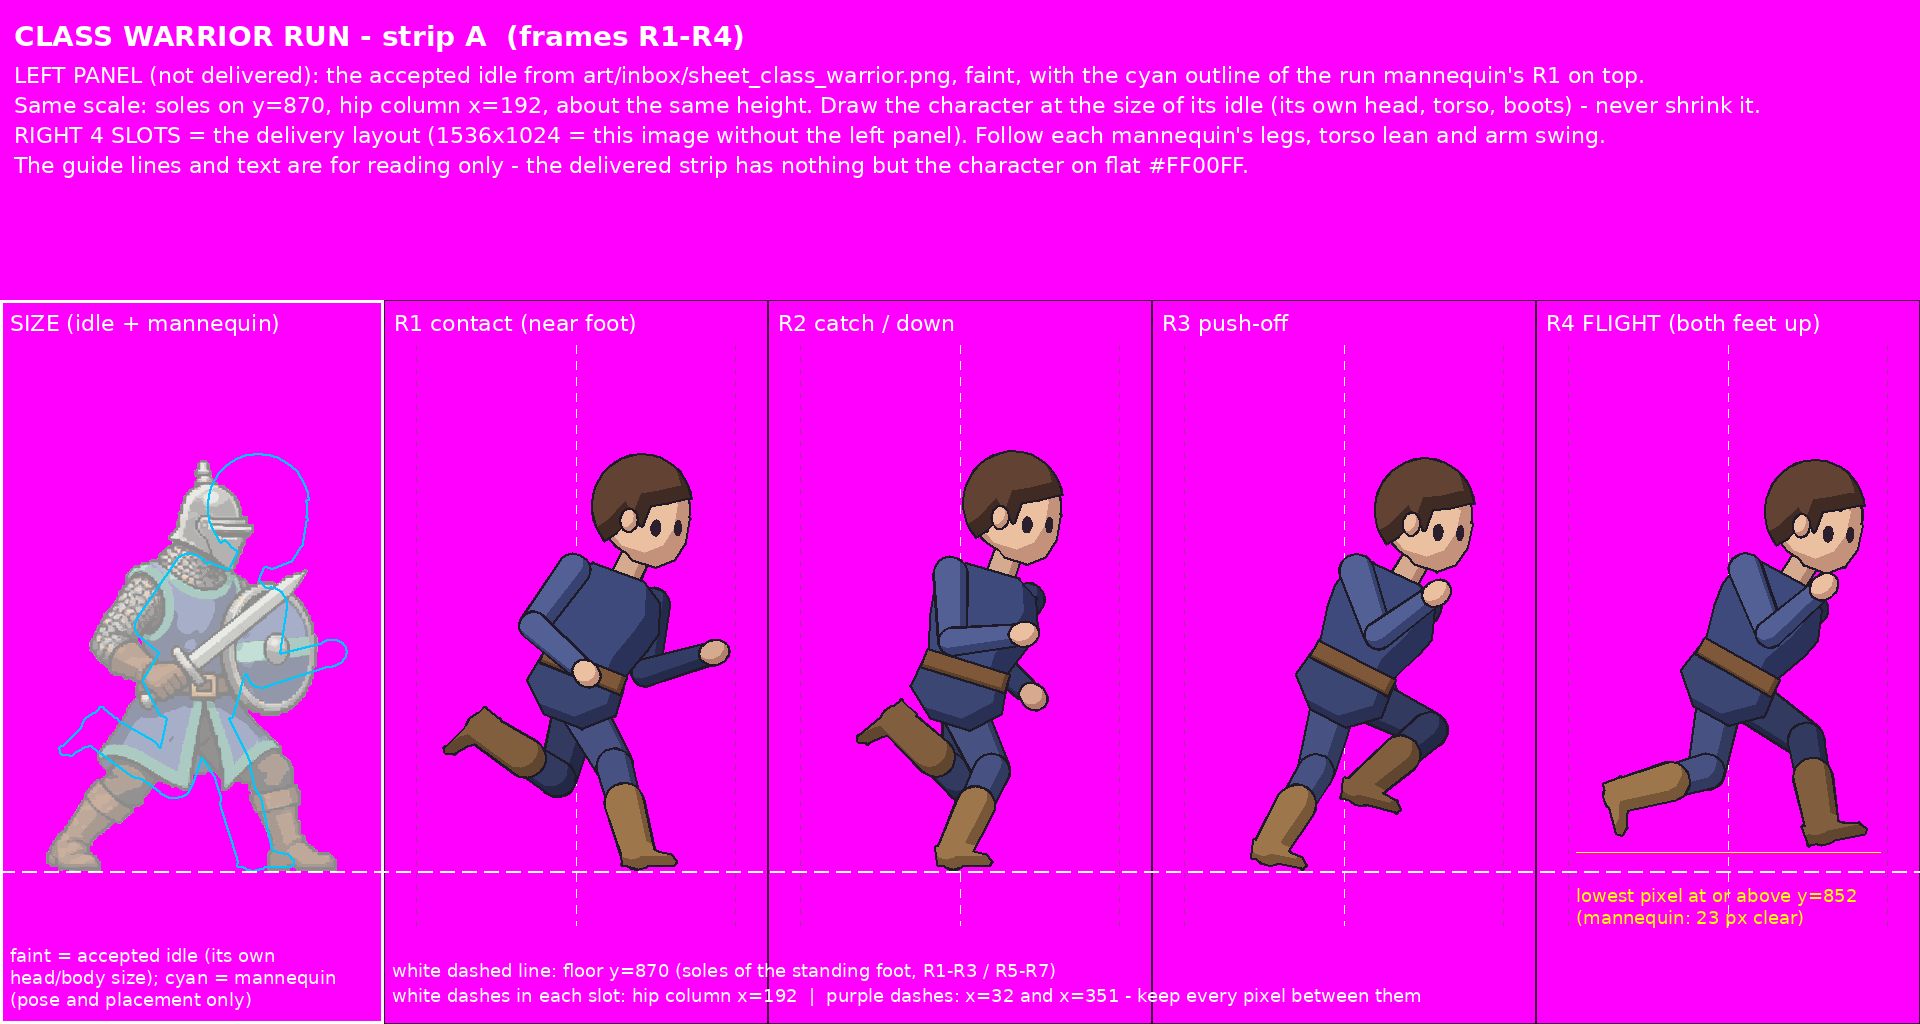 CLASS WARRIOR RUN - strip A  (frames R1-R4)
LEFT PANEL (not delivered): the accepted idle from art/inbox/sheet_class_warrior.png, faint, with the cyan outline of the run mannequin's R1 on top.
Same scale: soles on y=870, hip column x=192, about the same height. Draw the character at the size of its idle (its own head, torso, boots) - never shrink it.
RIGHT 4 SLOTS = the delivery layout (1536x1024 = this image without the left panel). Follow each mannequin's legs, torso lean and arm swing.
The guide lines and text are for reading only - the delivered strip has nothing but the character on flat #FF00FF.
SIZE (idle + mannequin)
R1 contact (near foot)
R2 catch / down
R3 push-off
R4 FLIGHT (both feet up)
lowest pixel at or above y=852
(mannequin: 23 px clear)
faint = accepted idle (its own
head/body size); cyan = mannequin
(pose and placement only)
white dashed line: floor y=870 (soles of the standing foot, R1-R3 / R5-R7)
white dashes in each slot: hip column x=192  |  purple dashes: x=32 and x=351 - keep every pixel between them